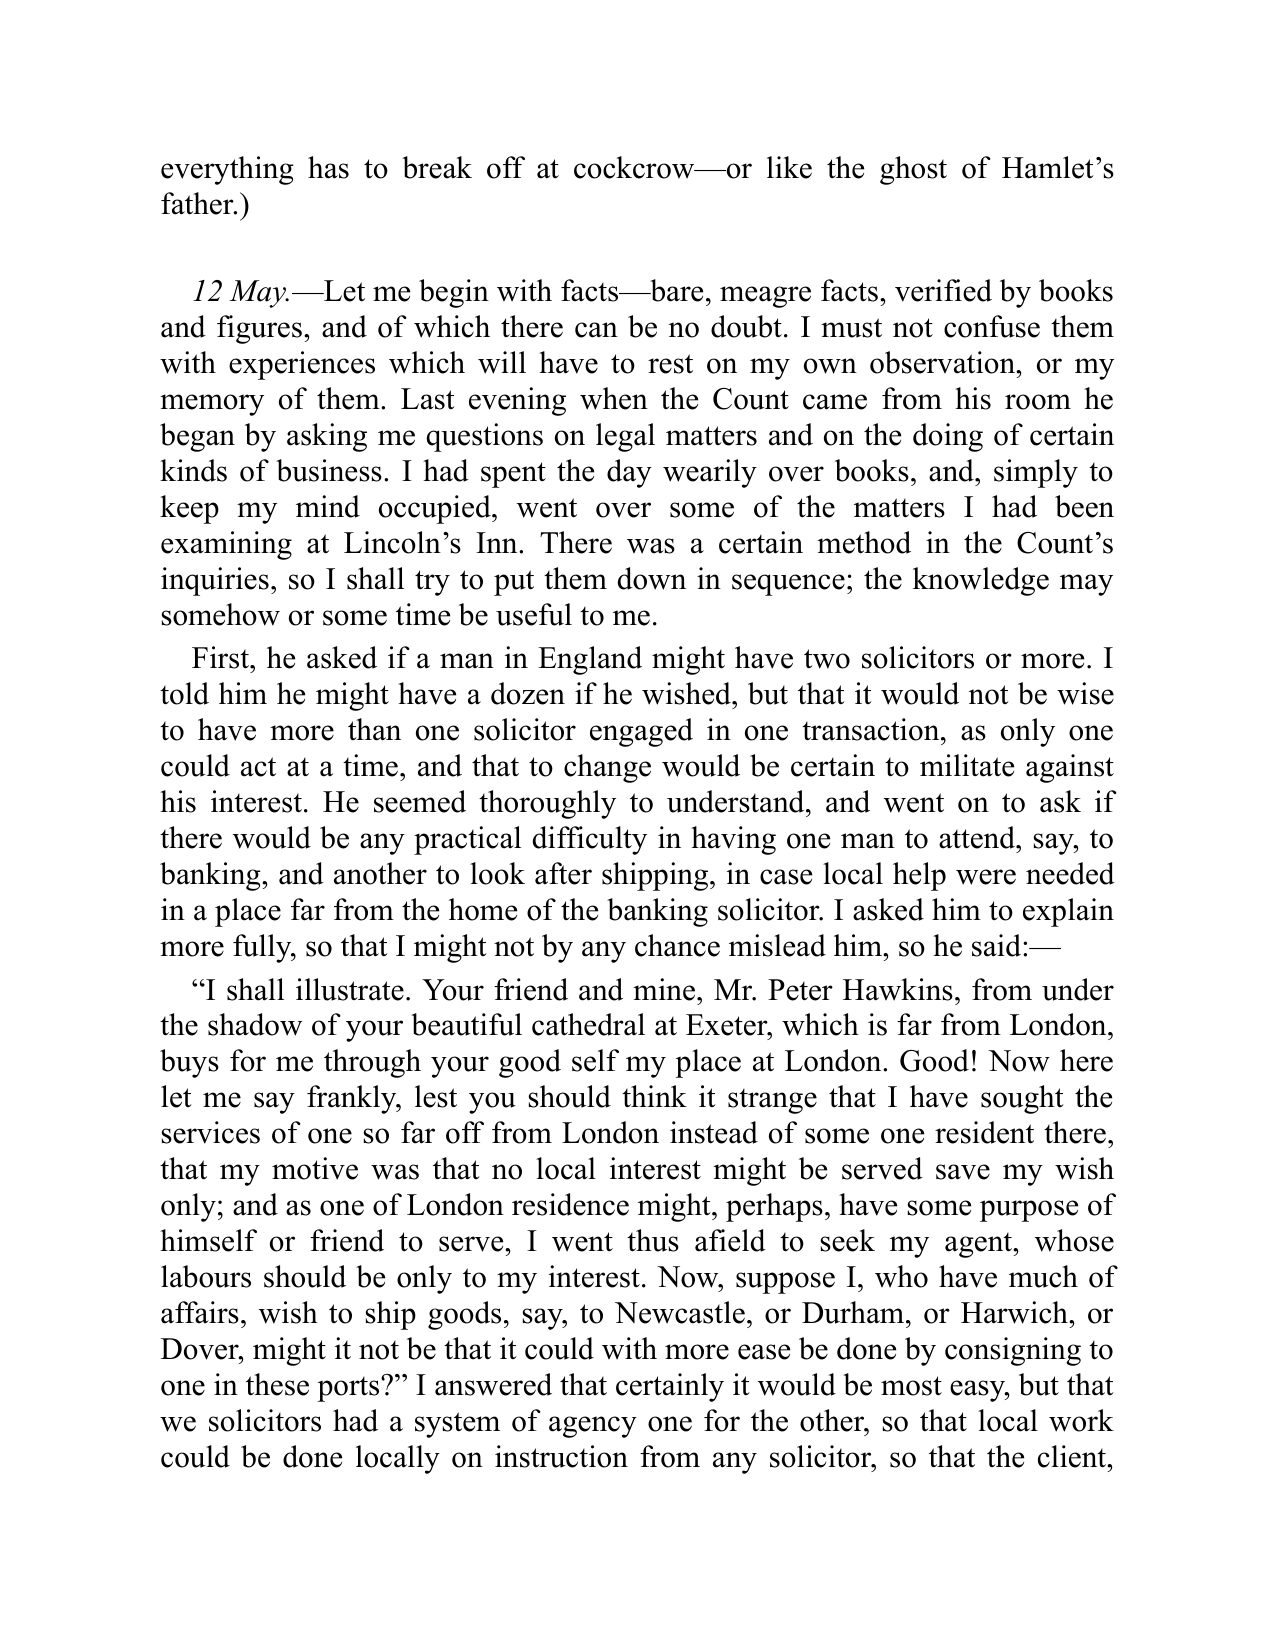 everything has to break off at cockcrow—or like the ghost of Hamlet’s
father.)
12 May.—Let me begin with facts—bare, meagre facts, verified by books
and figures, and of which there can be no doubt. I must not confuse them
with experiences which will have to rest on my own observation, or my
memory of them. Last evening when the Count came from his room he
began by asking me questions on legal matters and on the doing of certain
kinds of business. I had spent the day wearily over books, and, simply to
keep my mind occupied, went over some of the matters I had been
examining at Lincoln’s Inn. There was a certain method in the Count’s
inquiries, so I shall try to put them down in sequence; the knowledge may
somehow or some time be useful to me.
First, he asked if a man in England might have two solicitors or more. I
told him he might have a dozen if he wished, but that it would not be wise
to have more than one solicitor engaged in one transaction, as only one
could act at a time, and that to change would be certain to militate against
his interest. He seemed thoroughly to understand, and went on to ask if
there would be any practical difficulty in having one man to attend, say, to
banking, and another to look after shipping, in case local help were needed
in a place far from the home of the banking solicitor. I asked him to explain
more fully, so that I might not by any chance mislead him, so he said:—
“I shall illustrate. Your friend and mine, Mr. Peter Hawkins, from under
the shadow of your beautiful cathedral at Exeter, which is far from London,
buys for me through your good self my place at London. Good! Now here
let me say frankly, lest you should think it strange that I have sought the
services of one so far off from London instead of some one resident there,
that my motive was that no local interest might be served save my wish
only; and as one of London residence might, perhaps, have some purpose of
himself or friend to serve, I went thus afield to seek my agent, whose
labours should be only to my interest. Now, suppose I, who have much of
affairs, wish to ship goods, say, to Newcastle, or Durham, or Harwich, or
Dover, might it not be that it could with more ease be done by consigning to
one in these ports?” I answered that certainly it would be most easy, but that
we solicitors had a system of agency one for the other, so that local work
could be done locally on instruction from any solicitor, so that the client,